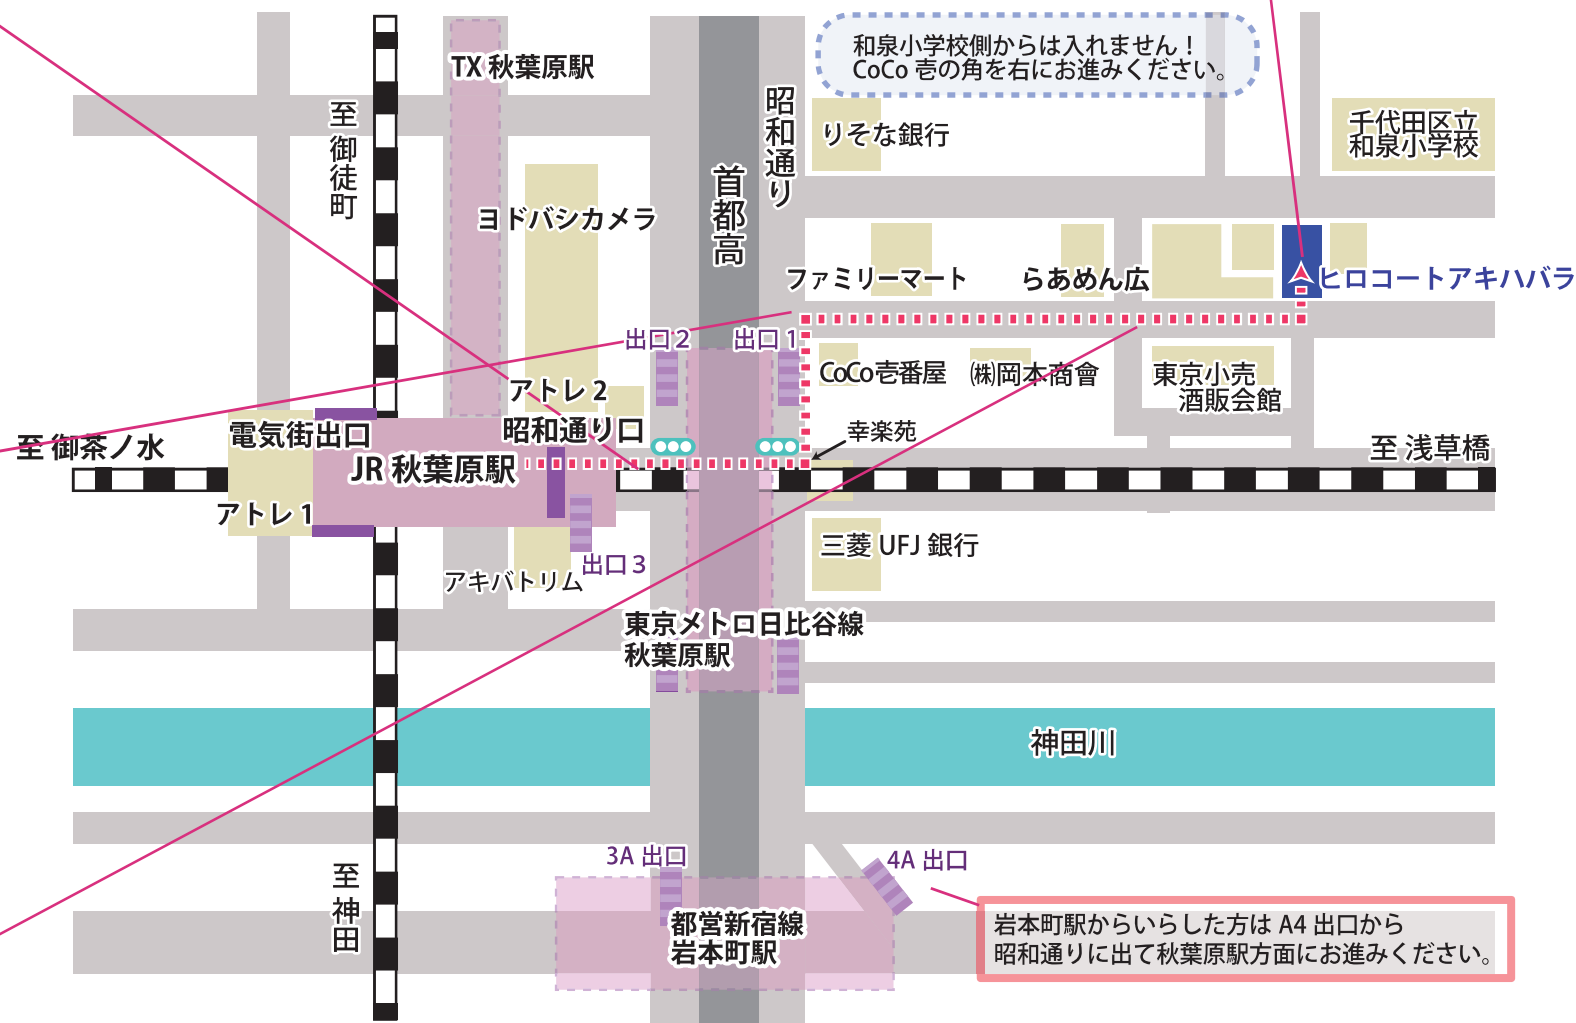 和泉小学校側からは入れません！
CoCo 壱の角を右にお進みください。
TX 秋葉原駅
至 御徒町
昭和通り
首都高
りそな銀行
千代田区立
和泉小学校
ヨドバシカメラ
ファミリーマート
らあめん広
ヒロコートアキハバラ
出口 2
出口 1
CoCo壱番屋
㈱岡本商會
東京小売
酒販会館
アトレ 2
昭和通り口
幸楽苑
至 御茶ノ水
電気街出口
JR 秋葉原駅
至 浅草橋
アトレ 1
三菱 UFJ 銀行
出口 3
アキバトリム
東京メトロ日比谷線
秋葉原駅
神田川
3A 出口
4A 出口
至 神田
都営新宿線
岩本町駅
岩本町駅からいらした方は A4 出口から
昭和通りに出て秋葉原駅方面にお進みください。